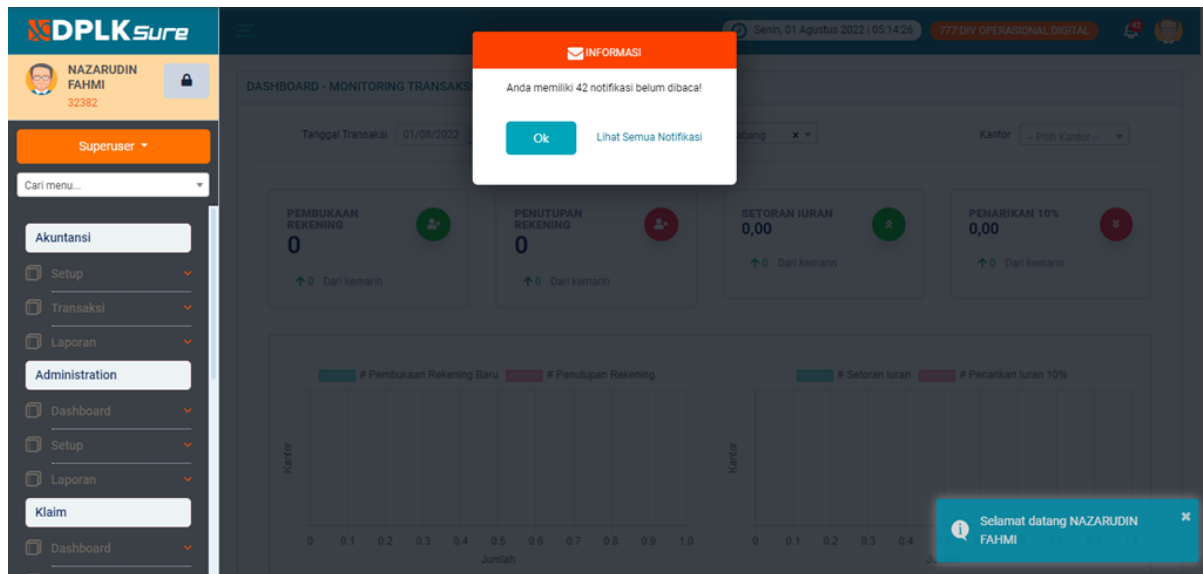 DPLKSure
NAZARUDIN
FAHMI
32382
Superuser
Cari menu...
Akuntansi
Setup
Transaksi
Laporan
Administration
Dashboard
Setup
Laporan
Klaim
Dashboard
Senin, 01 Agustus 2022 | 05:14:26
777:DIV OPERASIONAL DIGITAL
INFORMASI
Anda memiliki 42 notifikasi belum dibaca!
Ok
Lihat Semua Notifikasi
DASHBOARD - MONITORING TRANSAKS
Tanggal Transaksi
01/08/2022
abang
Kantor
-- Pilih Kantor --
PEMBUKAAN
REKENING
0
0 Dari kemarin
PENUTUPAN
REKENING
0
0 Dari kemarin
SETORAN IURAN
0,00
0 Dari kemarin
PENARIKAN 10%
0,00
0 Dari kemarin
# Pembukaan Rekening Baru # Penutupan Rekening
Kantor
0 0.1 0.2 0.3 0.4 0.5 0.6 0.7 0.8 0.9 1.0
Jumlah
# Setoran Iuran # Penarikan Iuran 10%
Kantor
0 0.1 0.2 0.3 0.4
Selamat datang NAZARUDIN
FAHMI